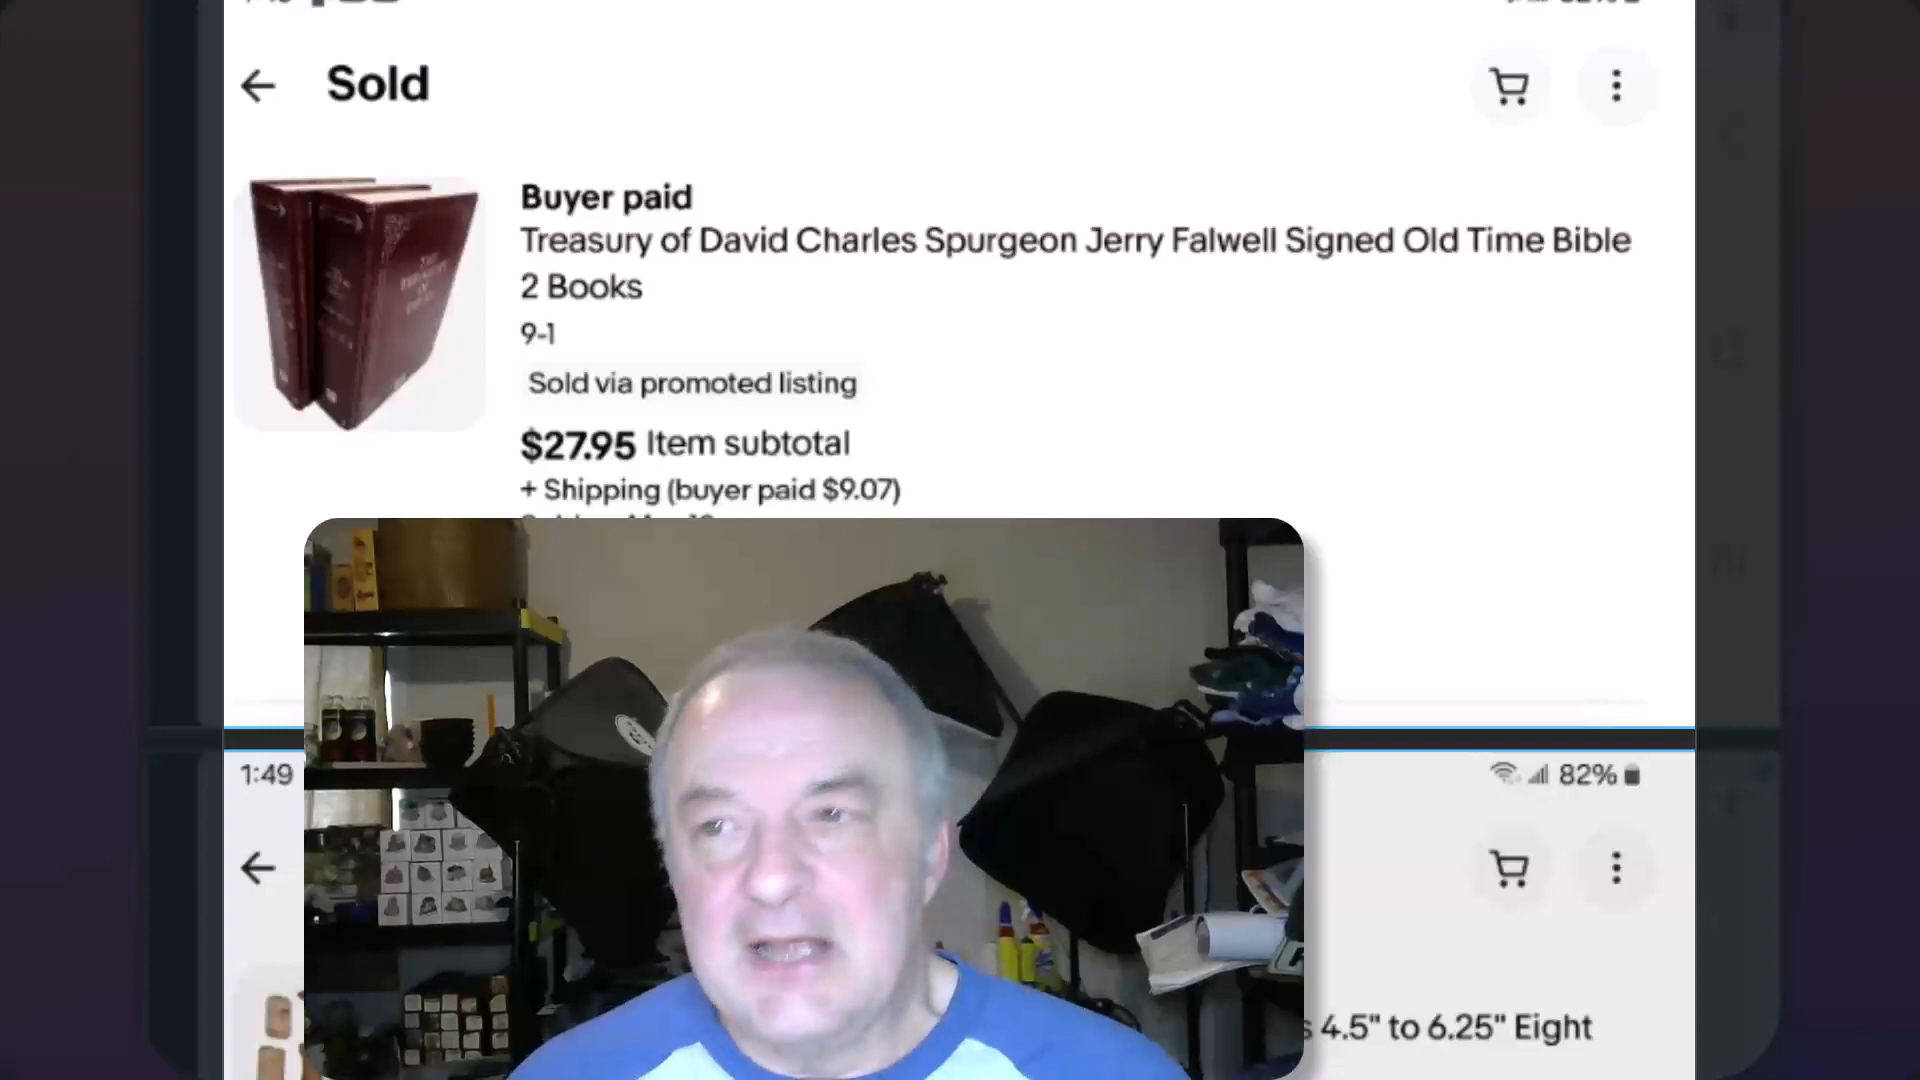 Sold
Buyer paid
Treasury of David Charles Spurgeon Jerry Falwell Signed Old Time Bible
2 Books
9-1
Sold via promoted listing
$27.95 Item subtotal
+ Shipping (buyer paid $9.07)
1:49
82%
4.5" to 6.25" Eight